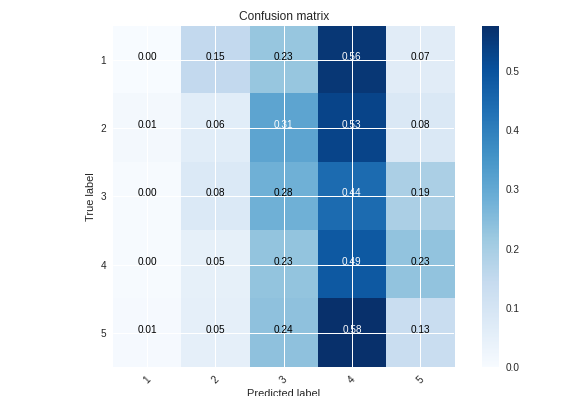 Confusion matrix
1 0.00 0.15 0.23 0.56 0.07
2 0.01 0.06 0.31 0.53 0.08
3 0.00 0.08 0.28 0.44 0.19
4 0.00 0.05 0.23 0.49 0.23
5 0.01 0.05 0.24 0.58 0.13
True label
1 2 3 4 5
Predicted label
0.5
0.4
0.3
0.2
0.1
0.0